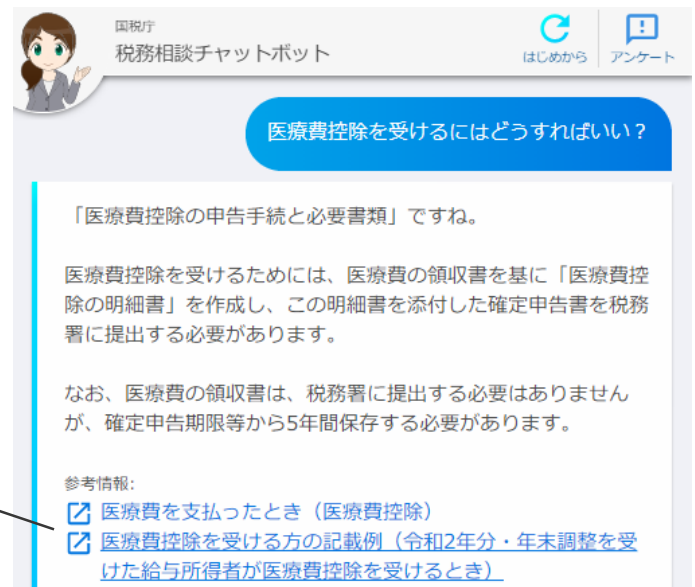 国税庁
税務相談チャットボット
はじめから
アンケート
医療費控除を受けるにはどうすればいい？
「医療費控除の申告手続と必要書類」ですね。
医療費控除を受けるためには、医療費の領収書を基に「医療費控
除の明細書」を作成し、この明細書を添付した確定申告書を税務
署に提出する必要があります。
なお、医療費の領収書は、税務署に提出する必要はありません
が、確定申告期限等から5年間保存する必要があります。
参考情報:
医療費を支払ったとき（医療費控除）
医療費控除を受ける方の記載例（令和2年分・年末調整を受
けた給与所得者が医療費控除を受けるとき）